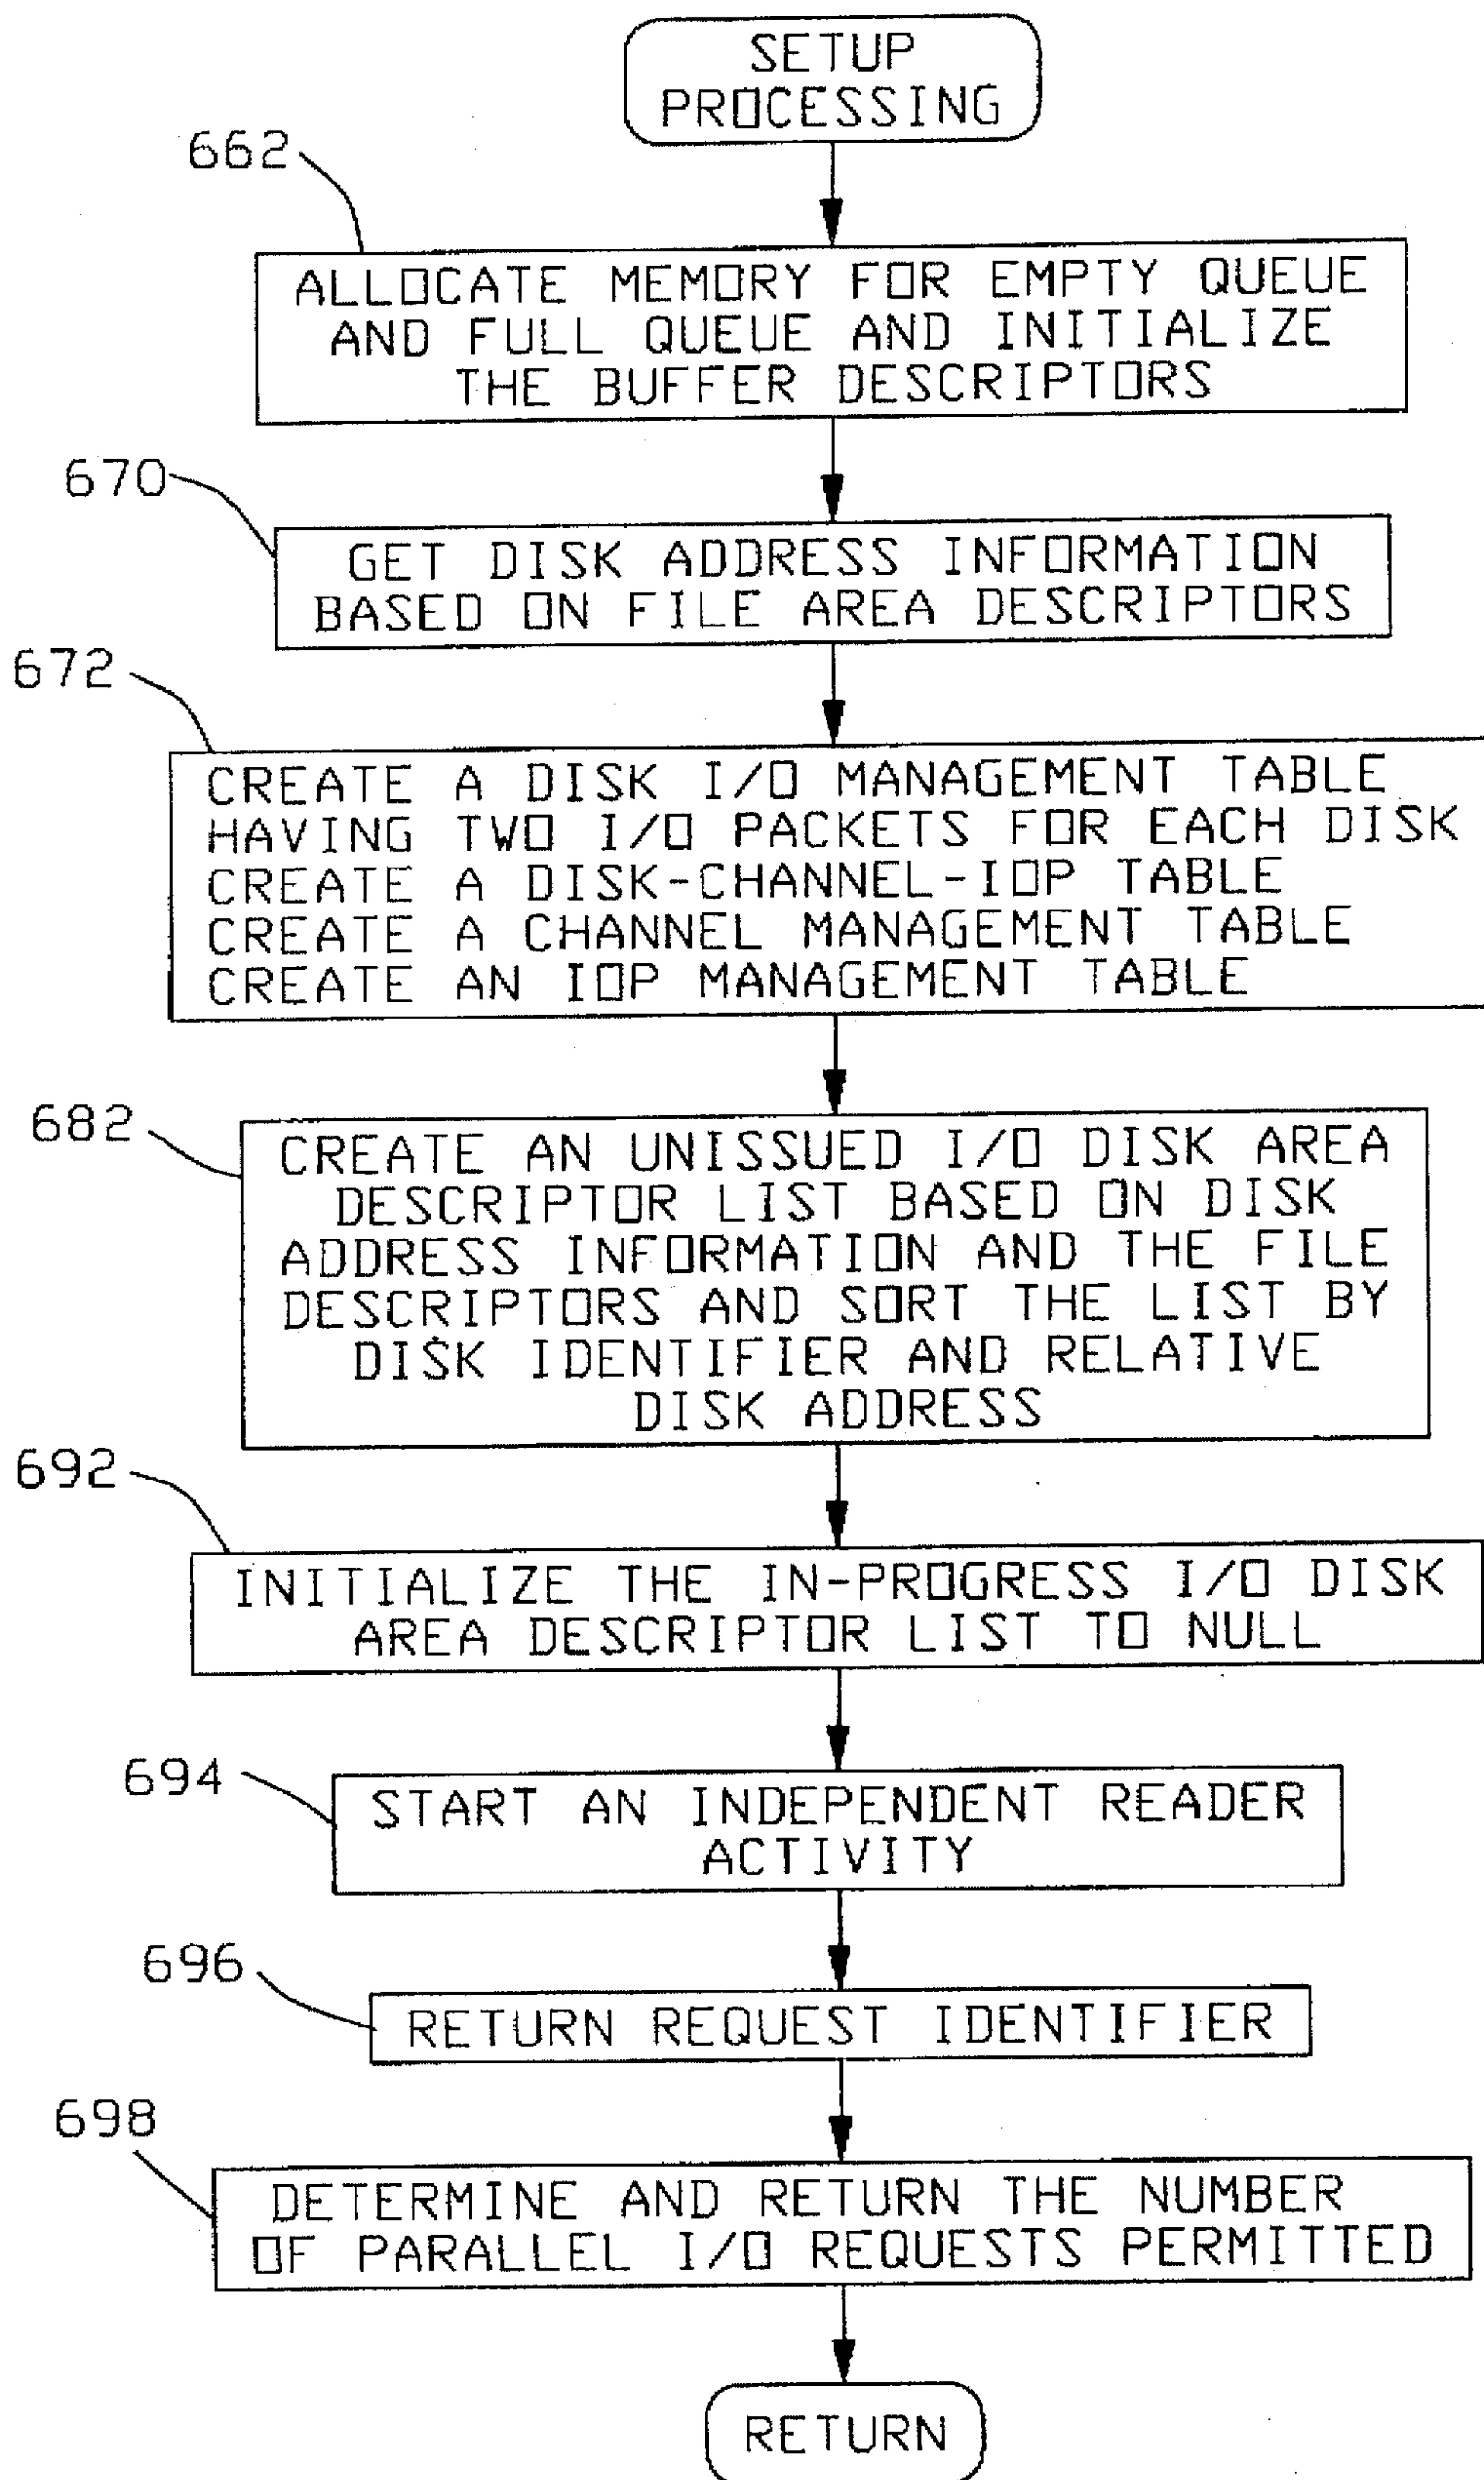 SETUP
PROCESSING
662
ALLOCATE MEMORY FOR EMPTY QUEUE
AND FULL QUEUE AND INITIALIZE
THE BUFFER DESCRIPTORS
670
GET DISK ADDRESS INFORMATION
BASED ON FILE AREA DESCRIPTORS
672
CREATE A DISK I/O MANAGEMENT TABLE
HAVING TWO I/O PACKETS FOR EACH DISK
CREATE A DISK-CHANNEL-IOP TABLE
CREATE A CHANNEL MANAGEMENT TABLE
CREATE AN IOP MANAGEMENT TABLE
682
CREATE AN UNISSUED I/O DISK AREA
DESCRIPTOR LIST BASED ON DISK
ADDRESS INFORMATION AND THE FILE
DESCRIPTORS AND SORT THE LIST BY
DISK IDENTIFIER AND RELATIVE
DISK ADDRESS
692
INITIALIZE THE IN-PROGRESS I/O DISK
AREA DESCRIPTOR LIST TO NULL
694
START AN INDEPENDENT READER
ACTIVITY
696
RETURN REQUEST IDENTIFIER
698
DETERMINE AND RETURN THE NUMBER
OF PARALLEL I/O REQUESTS PERMITTED
RETURN